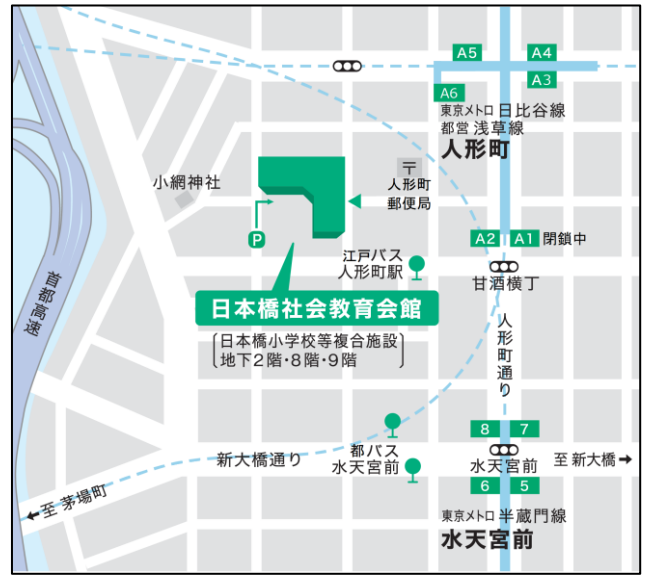 A5
A4
A3
A6
東京メトロ 日比谷線
都営 浅草線
人形町
〒
人形町
郵便局
小網神社
P
A2
A1
閉鎖中
江戸バス
人形町駅
甘酒横丁
日本橋社会教育会館
日本橋小学校等複合施設
地下2階・8階・9階
首都高速
人形町通り
8
7
都バス
水天宮前
新大橋通り
水天宮前
至 新大橋→
6
5
←至 茅場町
東京メトロ 半蔵門線
水天宮前